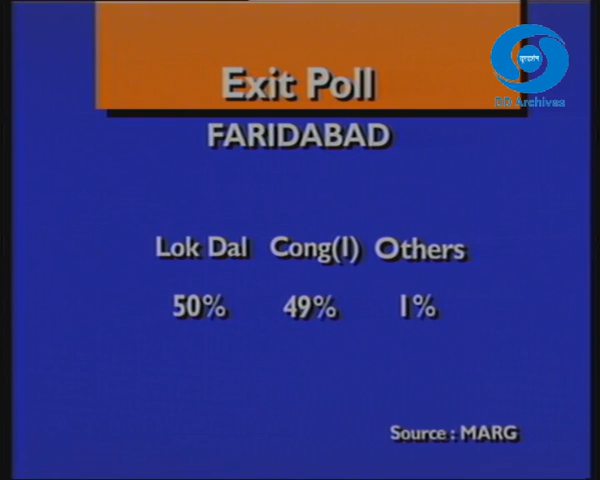 Exit Poll
FARIDABAD
DD Archives
Lok Dal Cong(I) Others
50% 49% 1%
Source : MARG